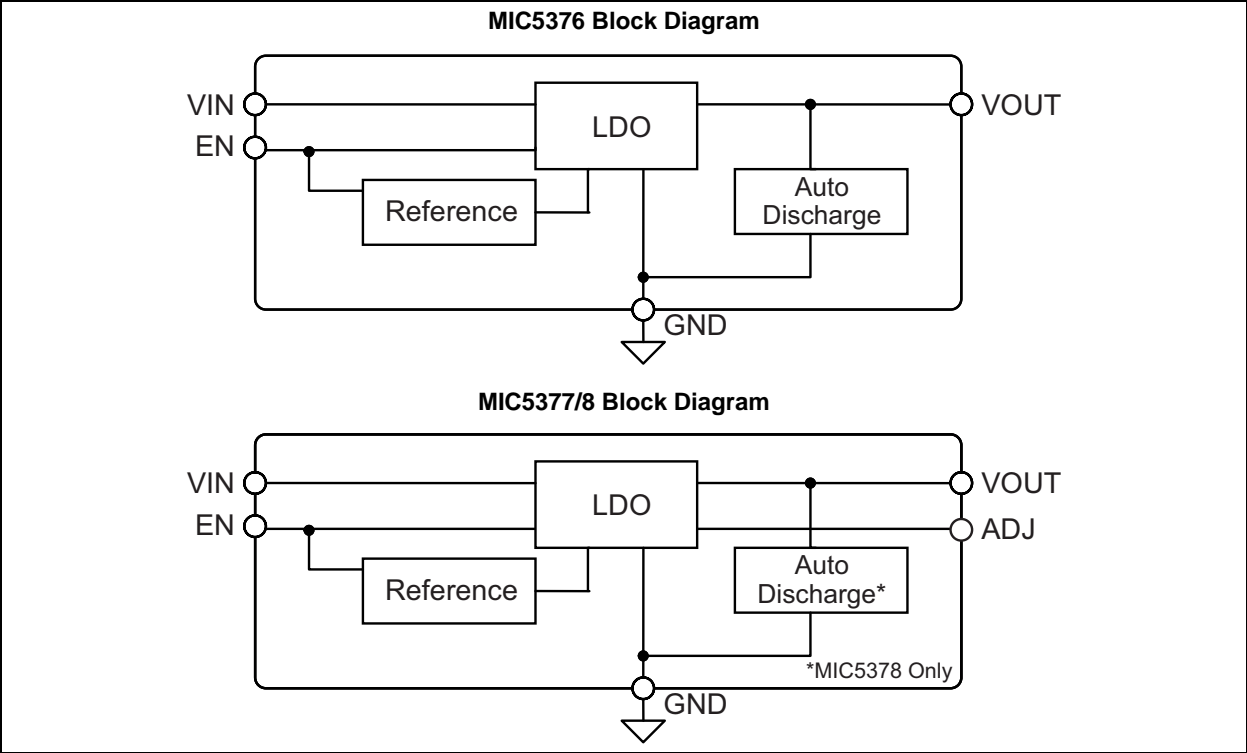 MIC5376 Block Diagram
VIN
EN
LDO
Reference
Auto
Discharge
VOUT
GND
MIC5377/8 Block Diagram
VIN
EN
LDO
Reference
Auto
Discharge*
VOUT
ADJ
*MIC5378 Only
GND